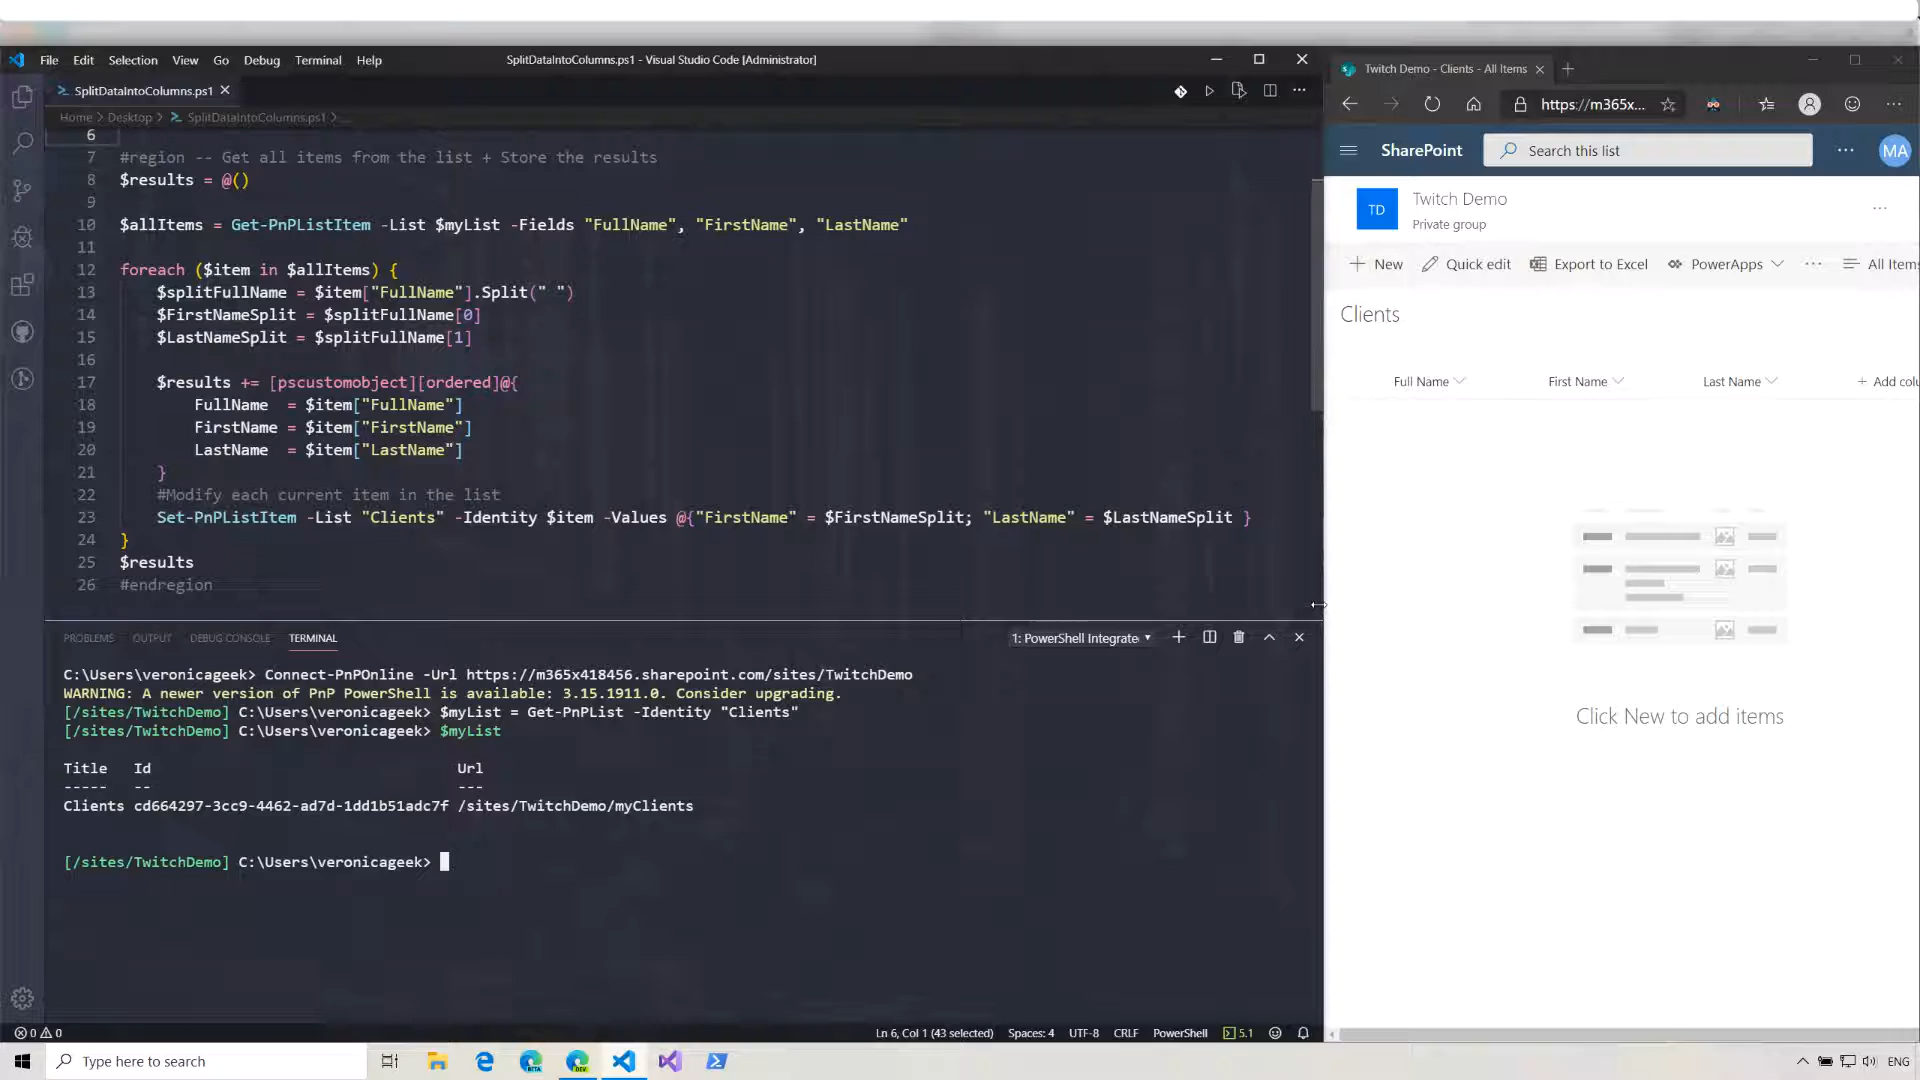 File Edit Selection View Go Debug Terminal Help
SplitDataIntoColumns.ps1 - Visual Studio Code [Administrator]
SplitDataIntoColumns.ps1
Home > Desktop > SplitDataIntoColumns.ps1 >
6
7 #region -- Get all items from the list + Store the results
8 $results = @()
9
10 $allItems = Get-PnPListItem -List $myList -Fields "FullName", "FirstName", "LastName"
11
12 foreach ($item in $allItems) {
13 $splitFullName = $item["FullName"].Split(" ")
14 $FirstNameSplit = $splitFullName[0]
15 $LastNameSplit = $splitFullName[1]
16
17 $results += [pscustomobject][ordered]@{
18 FullName = $item["FullName"]
19 FirstName = $item["FirstName"]
20 LastName = $item["LastName"]
21 }
22 #Modify each current item in the list
23 Set-PnPListItem -List "Clients" -Identity $item -Values @{"FirstName" = $FirstNameSplit; "LastName" = $LastNameSplit }
24 }
25 $results
26 #endregion
PROBLEMS OUTPUT DEBUG CONSOLE TERMINAL
1: PowerShell Integrate
C:\Users\veronicageek> Connect-PnPOnline -Url https://m365x418456.sharepoint.com/sites/TwitchDemo
WARNING: A newer version of PnP PowerShell is available: 3.15.1911.0. Consider upgrading.
[/sites/TwitchDemo] C:\Users\veronicageek> $myList = Get-PnPList -Identity "Clients"
[/sites/TwitchDemo] C:\Users\veronicageek> $myList
Title Id Url
----- -- ---
Clients cd664297-3cc9-4462-ad7d-1dd1b51adc7f /sites/TwitchDemo/myClients
[/sites/TwitchDemo] C:\Users\veronicageek>
0 0
Ln 6, Col 1 (43 selected) Spaces: 4 UTF-8 CRLF PowerShell 5.1
Twitch Demo - Clients - All Items
https://m365x...
SharePoint
Search this list
MA
TD
Twitch Demo
Private group
New Quick edit Export to Excel PowerApps All Items
Clients
Full Name First Name Last Name + Add colu
Click New to add items
Type here to search
BETA
DEV
ENG